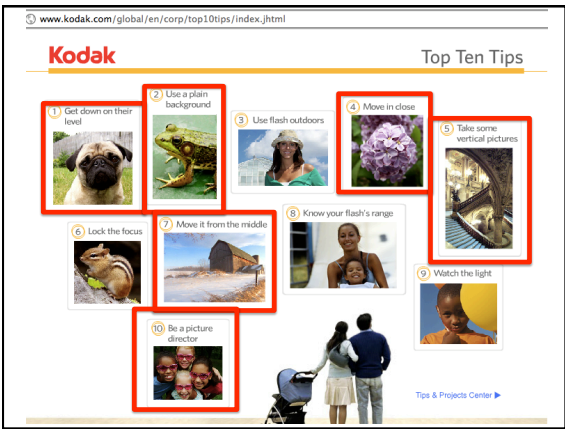 www.kodak.com/global/en/corp/top10tips/index.jhtml
Kodak
Top Ten Tips
1 Get down on their
level
2 Use a plain
background
3 Use flash outdoors
4 Move in close
5 Take some
vertical pictures
6 Lock the focus
7 Move it from the middle
8 Know your flash's range
9 Watch the light
10 Be a picture
director
Tips & Projects Center